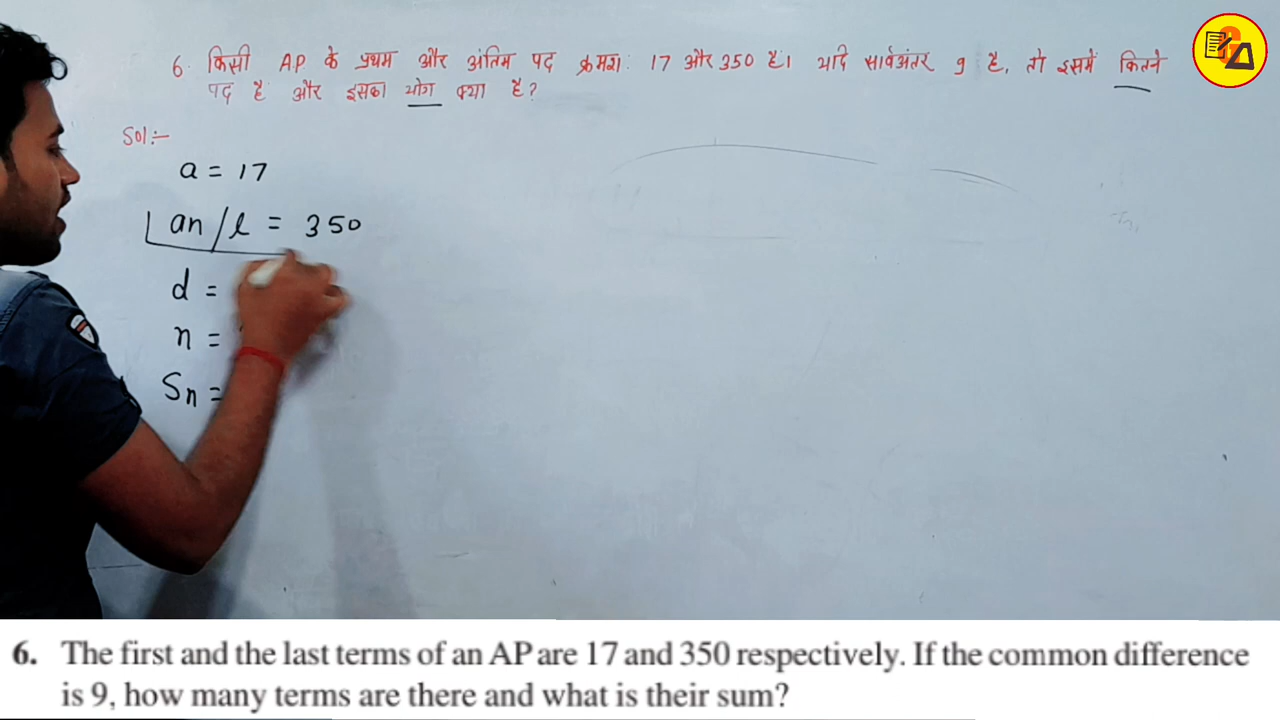 6. किसी A.P के प्रथम और अंतिम पद क्रमश: 17 और 350 है। यदि सार्वअंतर 9 है, तो इसमें कितने
पद है और इसका योग क्या है?
Sol:-
a = 17
an/l = 350
d =
n =
Sn =
6. The first and the last terms of an AP are 17 and 350 respectively. If the common difference
is 9, how many terms are there and what is their sum?